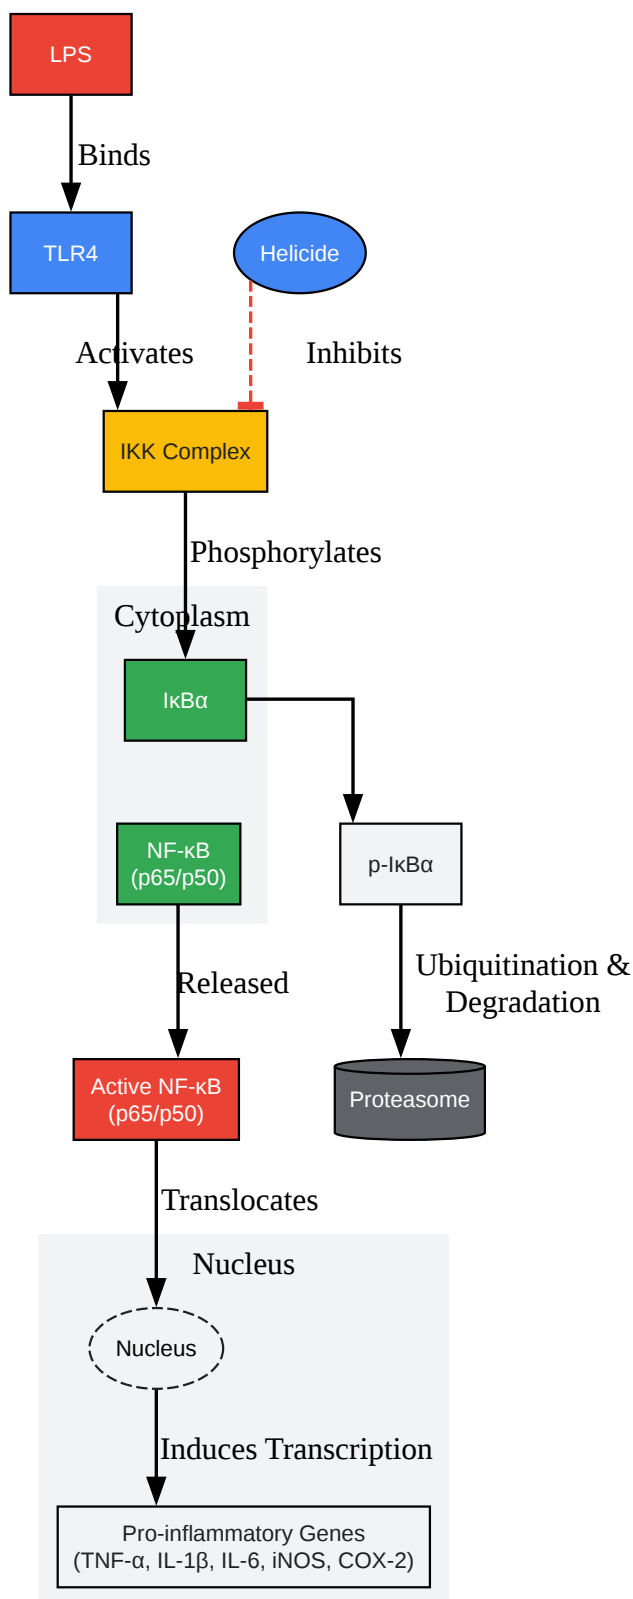 LPS
Binds
TLR4
Helicide
Activates
Inhibits
IKK Complex
Phosphorylates
Cytoplasm
IκBα
NF-κB
(p65/p50)
p-IκBα
Released
Ubiquitination &
Degradation
Active NF-κB
(p65/p50)
Proteasome
Translocates
Nucleus
Nucleus
Induces Transcription
Pro-inflammatory Genes
(TNF-α, IL-1β, IL-6, iNOS, COX-2)